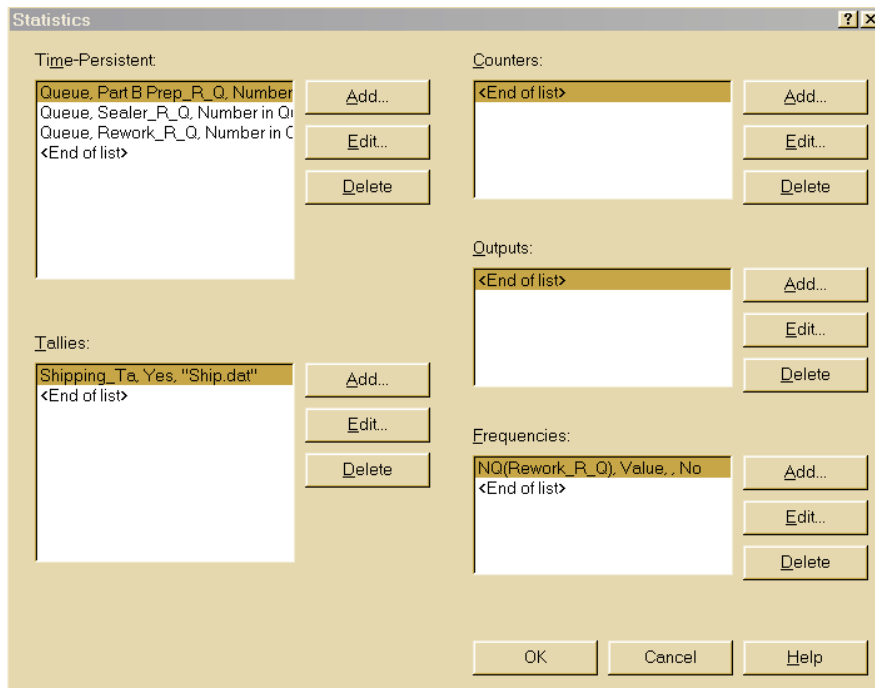 Statistics
Time-Persistent:
Queue, Part B Prep_R_Q, Number
Queue, Sealer_R_Q, Number in Qu
Queue, Rework_R_Q, Number in Q
<End of list>
Add...
Edit...
Delete
Tallies:
Shipping_Ta, Yes, "Ship.dat"
<End of list>
Add...
Edit...
Delete
Counters:
<End of list>
Add...
Edit...
Delete
Outputs:
<End of list>
Add...
Edit...
Delete
Frequencies:
NQ(Rework_R_Q), Value, , No
<End of list>
Add...
Edit...
Delete
OK
Cancel
Help